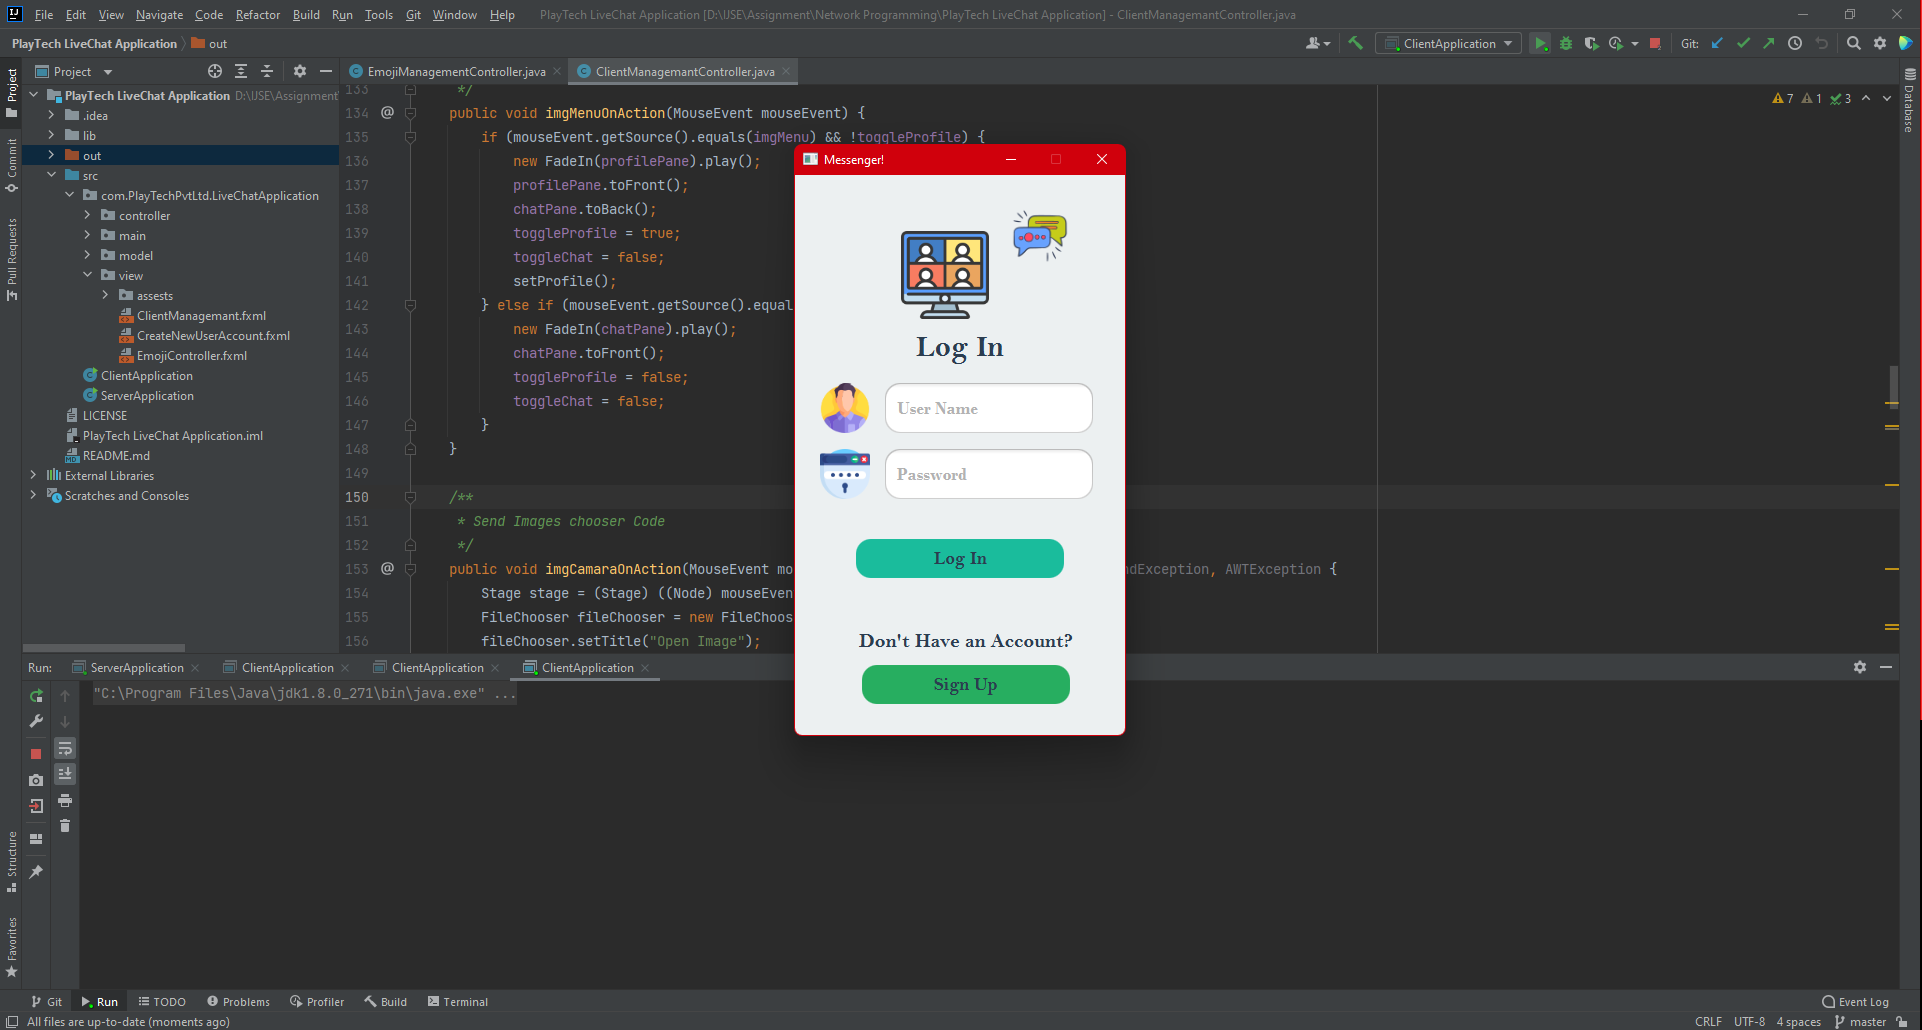 File Edit View Navigate Code Refactor Build Run Tools Git Window Help PlayTech LiveChat Application [D:\IJSE\Assignment\Network Programming\PlayTech LiveChat Application] - ClientManagemantController.java
PlayTech LiveChat Application out
ClientApplication Git:
Project
EmojiManagementController.java ClientManagemantController.java
PlayTech LiveChat Application D:\IJSE\Assignment
.idea
lib
out
src
com.PlayTechPvtLtd.LiveChatApplication
controller
main
model
view
assests
ClientManagemant.fxml
CreateNewUserAccount.fxml
EmojiController.fxml
ClientApplication
ServerApplication
LICENSE
PlayTech LiveChat Application.iml
README.md
External Libraries
Scratches and Consoles
Project
Commit
Pull Requests
Structure
Favorites
Database
7 1 3
133 */
134 @ public void imgMenuOnAction(MouseEvent mouseEvent) {
135 if (mouseEvent.getSource().equals(imgMenu) && !toggleProfile) {
136 new FadeIn(profilePane).play();
137 profilePane.toFront();
138 chatPane.toBack();
139 toggleProfile = true;
140 toggleChat = false;
141 setProfile();
142 } else if (mouseEvent.getSource().equal
143 new FadeIn(chatPane).play();
144 chatPane.toFront();
145 toggleProfile = false;
146 toggleChat = false;
147 }
148 }
149
150 /**
151 * Send Images chooser Code
152 */
153 @ public void imgCamaraOnAction(MouseEvent mo ndException, AWTException {
154 Stage stage = (Stage) ((Node) mouseEven
155 FileChooser fileChooser = new FileChoos
156 fileChooser.setTitle("Open Image");
Messenger!
Log In
User Name
Password
Log In
Don't Have an Account?
Sign Up
Run: ServerApplication ClientApplication ClientApplication ClientApplication
"C:\Program Files\Java\jdk1.8.0_271\bin\java.exe" ...
Git Run TODO Problems Profiler Build Terminal Event Log
All files are up-to-date (moments ago) CRLF UTF-8 4 spaces master